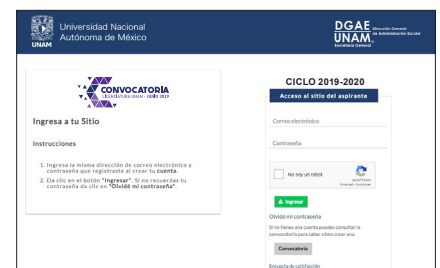 Universidad Nacional
Autónoma de México
UNAM
DGAE
Dirección General
de Administración Escolar
UNAM
Secretaría General
CONVOCATORIA
LICENCIATURA UNAM - JUNIO 2019
Ingresa a tu Sitio
Instrucciones
1. Ingresa la misma dirección de correo electrónico y
contraseña que registraste al crear tu cuenta.
2. Da clic en el botón "Ingresar". Si no recuerdas tu
contraseña da clic en "Olvidé mi contraseña".
CICLO 2019-2020
Acceso al sitio del aspirante
Correo electrónico
Contraseña
No soy un robot
reCAPTCHA
Ingresar
Olvidé mi contraseña
Si no tienes una cuenta puedes consultar la
convocatoria para saber cómo crear una.
Convocatoria
Encuesta de satisfacción